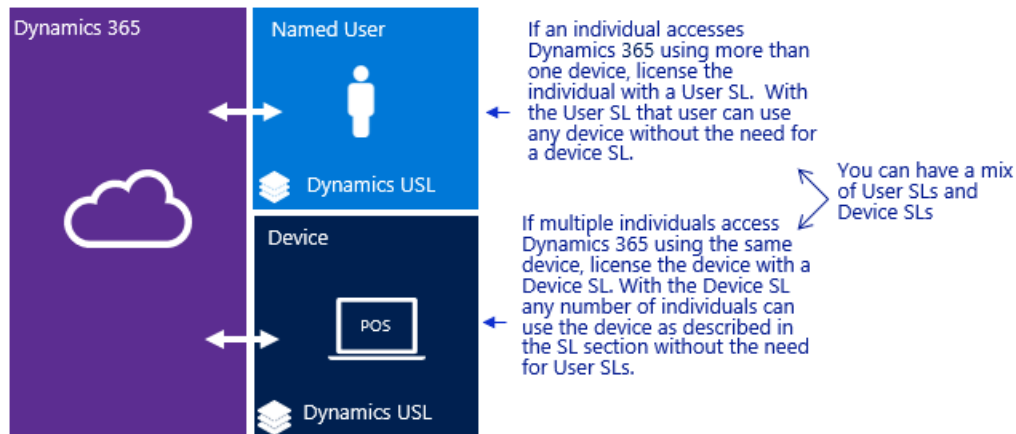 Dynamics 365
Named User
Dynamics USL
If an individual accesses
Dynamics 365 using more than
one device, license the
individual with a User SL.  With
the User SL that user can use
any device without the need for
a device SL.
You can have a mix
of User SLs and
Device SLs
Device
POS
Dynamics USL
If multiple individuals access
Dynamics 365 using the same
device, license the device with a
Device SL. With the Device SL
any number of individuals can
use the device as described in
the SL section without the need
for User SLs.